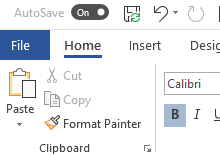 AutoSave On
File Home Insert Desig
Cut
Copy
Paste
Format Painter
Clipboard
Calibri
B I U